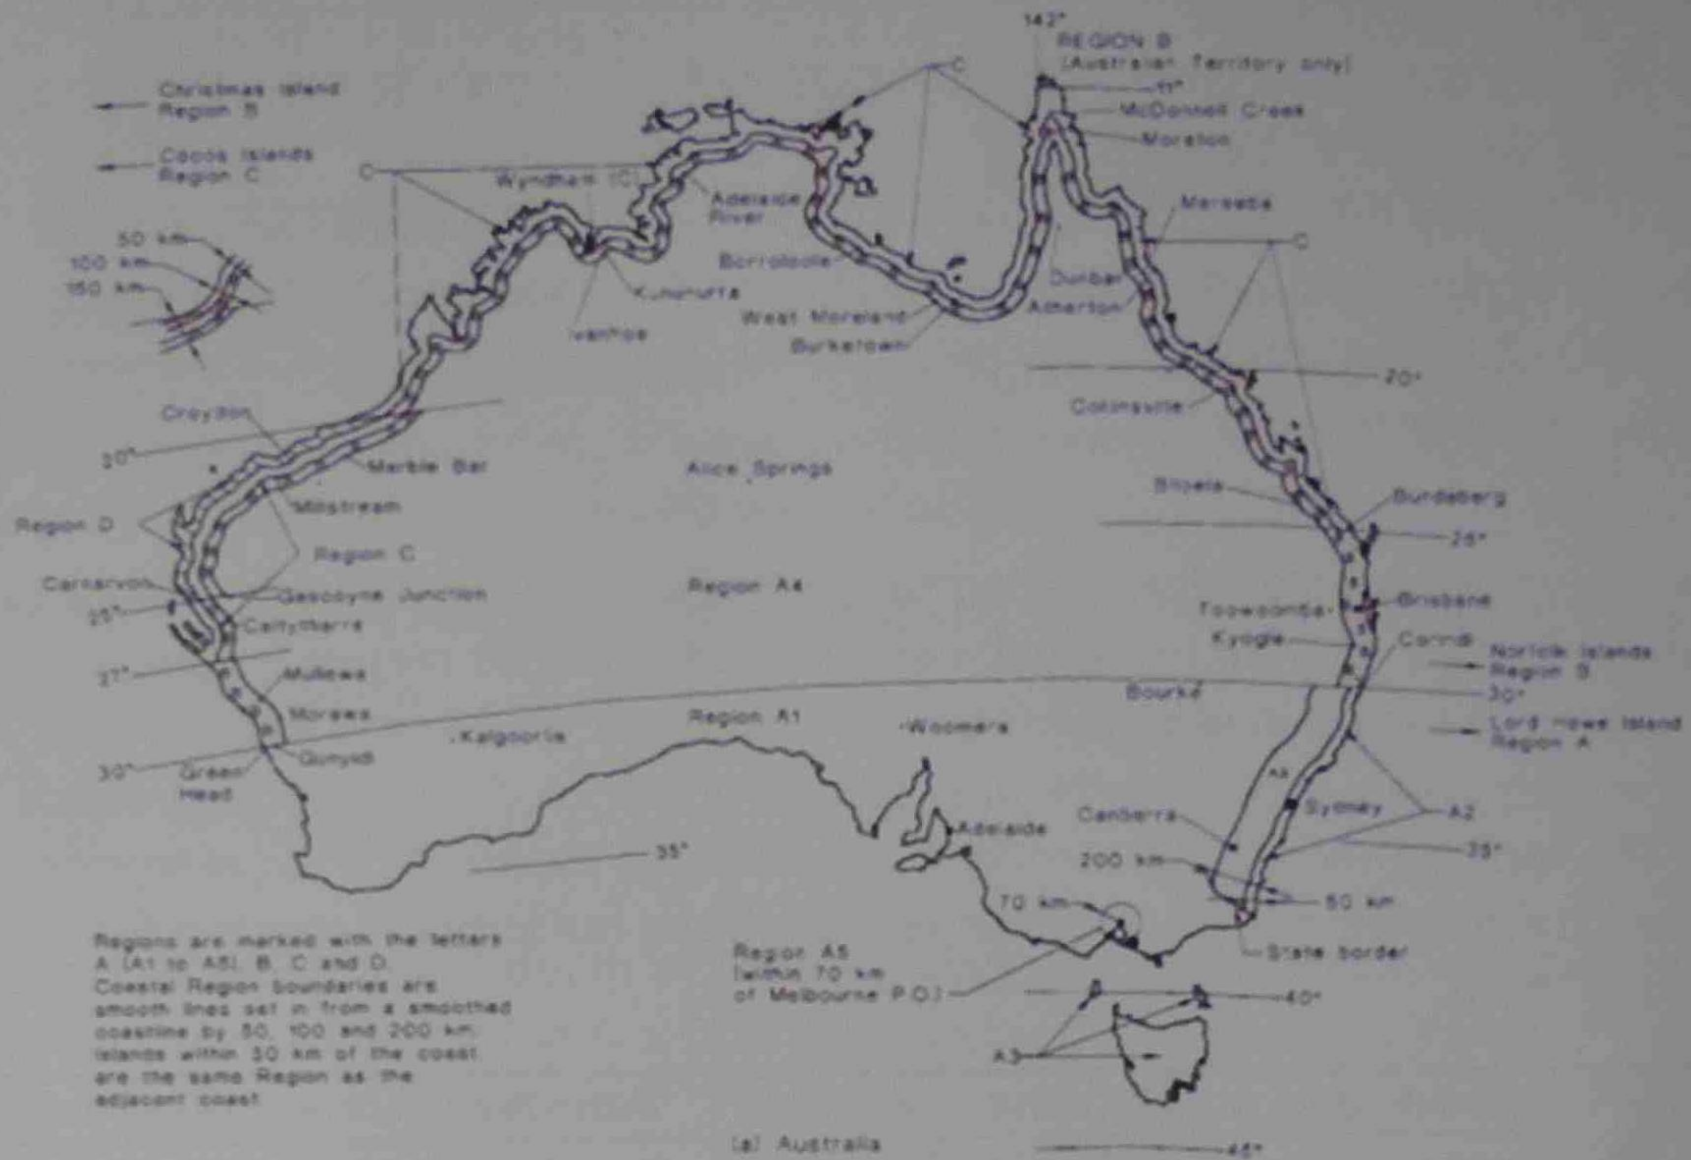 142°
REGION B
(Australian Territory only)
C
11°
McDonnell Creek
Moreton
Christmas Island
Region B
Cocos Islands
Region C
C
Wyndham (C)
Adelaide
River
Mareeba
C
50 km
100 km
150 km
Borroloola
Dunbar
Kununurra
West Moreland
Atherton
Ivanhoe
Burketown
20°
Collinsville
Croydon
20°
Marble Bar
Alice Springs
Biloela
Burdaberg
Millstream
Region D
25°
Region C
Carnarvon
Gascoyne Junction
Region A4
25°
Toowoomba
Brisbane
Callytharra
Kyogle
Corindi
Norfolk Islands
Region B
27°
Mullewa
Bourke
30°
Morawa
Region A1
Woomera
Lord Howe Island
Region A
Kalgoorlie
30°
Green
Head
Gunyidi
Sydney
A2
Canberra
Adelaide
35°
35°
200 km
70 km
50 km
State border
Regions are marked with the letters
A (A1 to A5), B, C and D.
Coastal Region boundaries are
smooth lines set in from a smoothed
coastline by 50, 100 and 200 km.
Islands within 50 km of the coast
are the same Region as the
adjacent coast
Region A5
(within 70 km
of Melbourne P.O.)
40°
A3
(a) Australia
45°